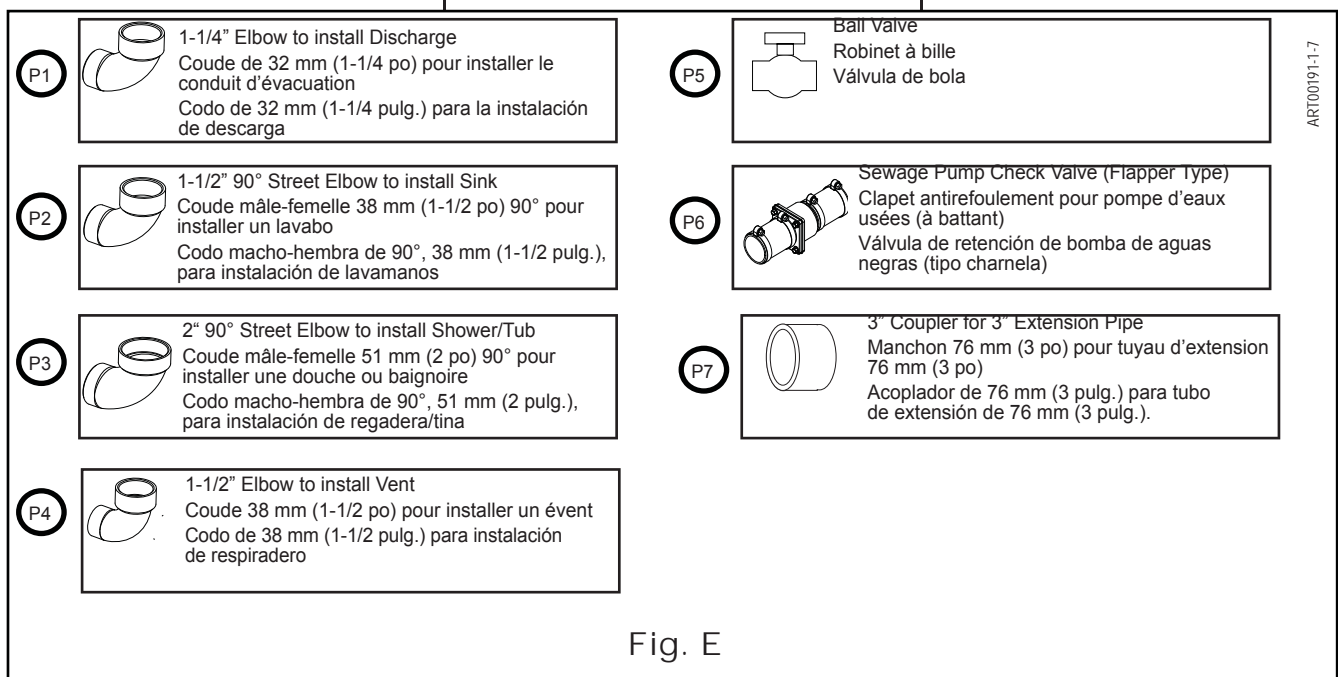 P1
1-1/4” Elbow to install Discharge
Coude de 32 mm (1-1/4 po) pour installer le
conduit d’évacuation
Codo de 32 mm (1-1/4 pulg.) para la instalación
de descarga
P2
1-1/2” 90° Street Elbow to install Sink
Coude mâle-femelle 38 mm (1-1/2 po) 90° pour
installer un lavabo
Codo macho-hembra de 90°, 38 mm (1-1/2 pulg.),
para instalación de lavamanos
P3
2“ 90° Street Elbow to install Shower/Tub
Coude mâle-femelle 51 mm (2 po) 90° pour
installer une douche ou baignoire
Codo macho-hembra de 90°, 51 mm (2 pulg.),
para instalación de regadera/tina
P4
1-1/2” Elbow to install Vent
Coude 38 mm (1-1/2 po) pour installer un évent
Codo de 38 mm (1-1/2 pulg.) para instalación
de respiradero
P5
Ball Valve
Robinet à bille
Válvula de bola
P6
Sewage Pump Check Valve (Flapper Type)
Clapet antirefoulement pour pompe d’eaux
usées (à battant)
Válvula de retención de bomba de aguas
negras (tipo charnela)
P7
3” Coupler for 3” Extension Pipe
Manchon 76 mm (3 po) pour tuyau d’extension
76 mm (3 po)
Acoplador de 76 mm (3 pulg.) para tubo
de extensión de 76 mm (3 pulg.).
ART00191-1-7
Fig. E